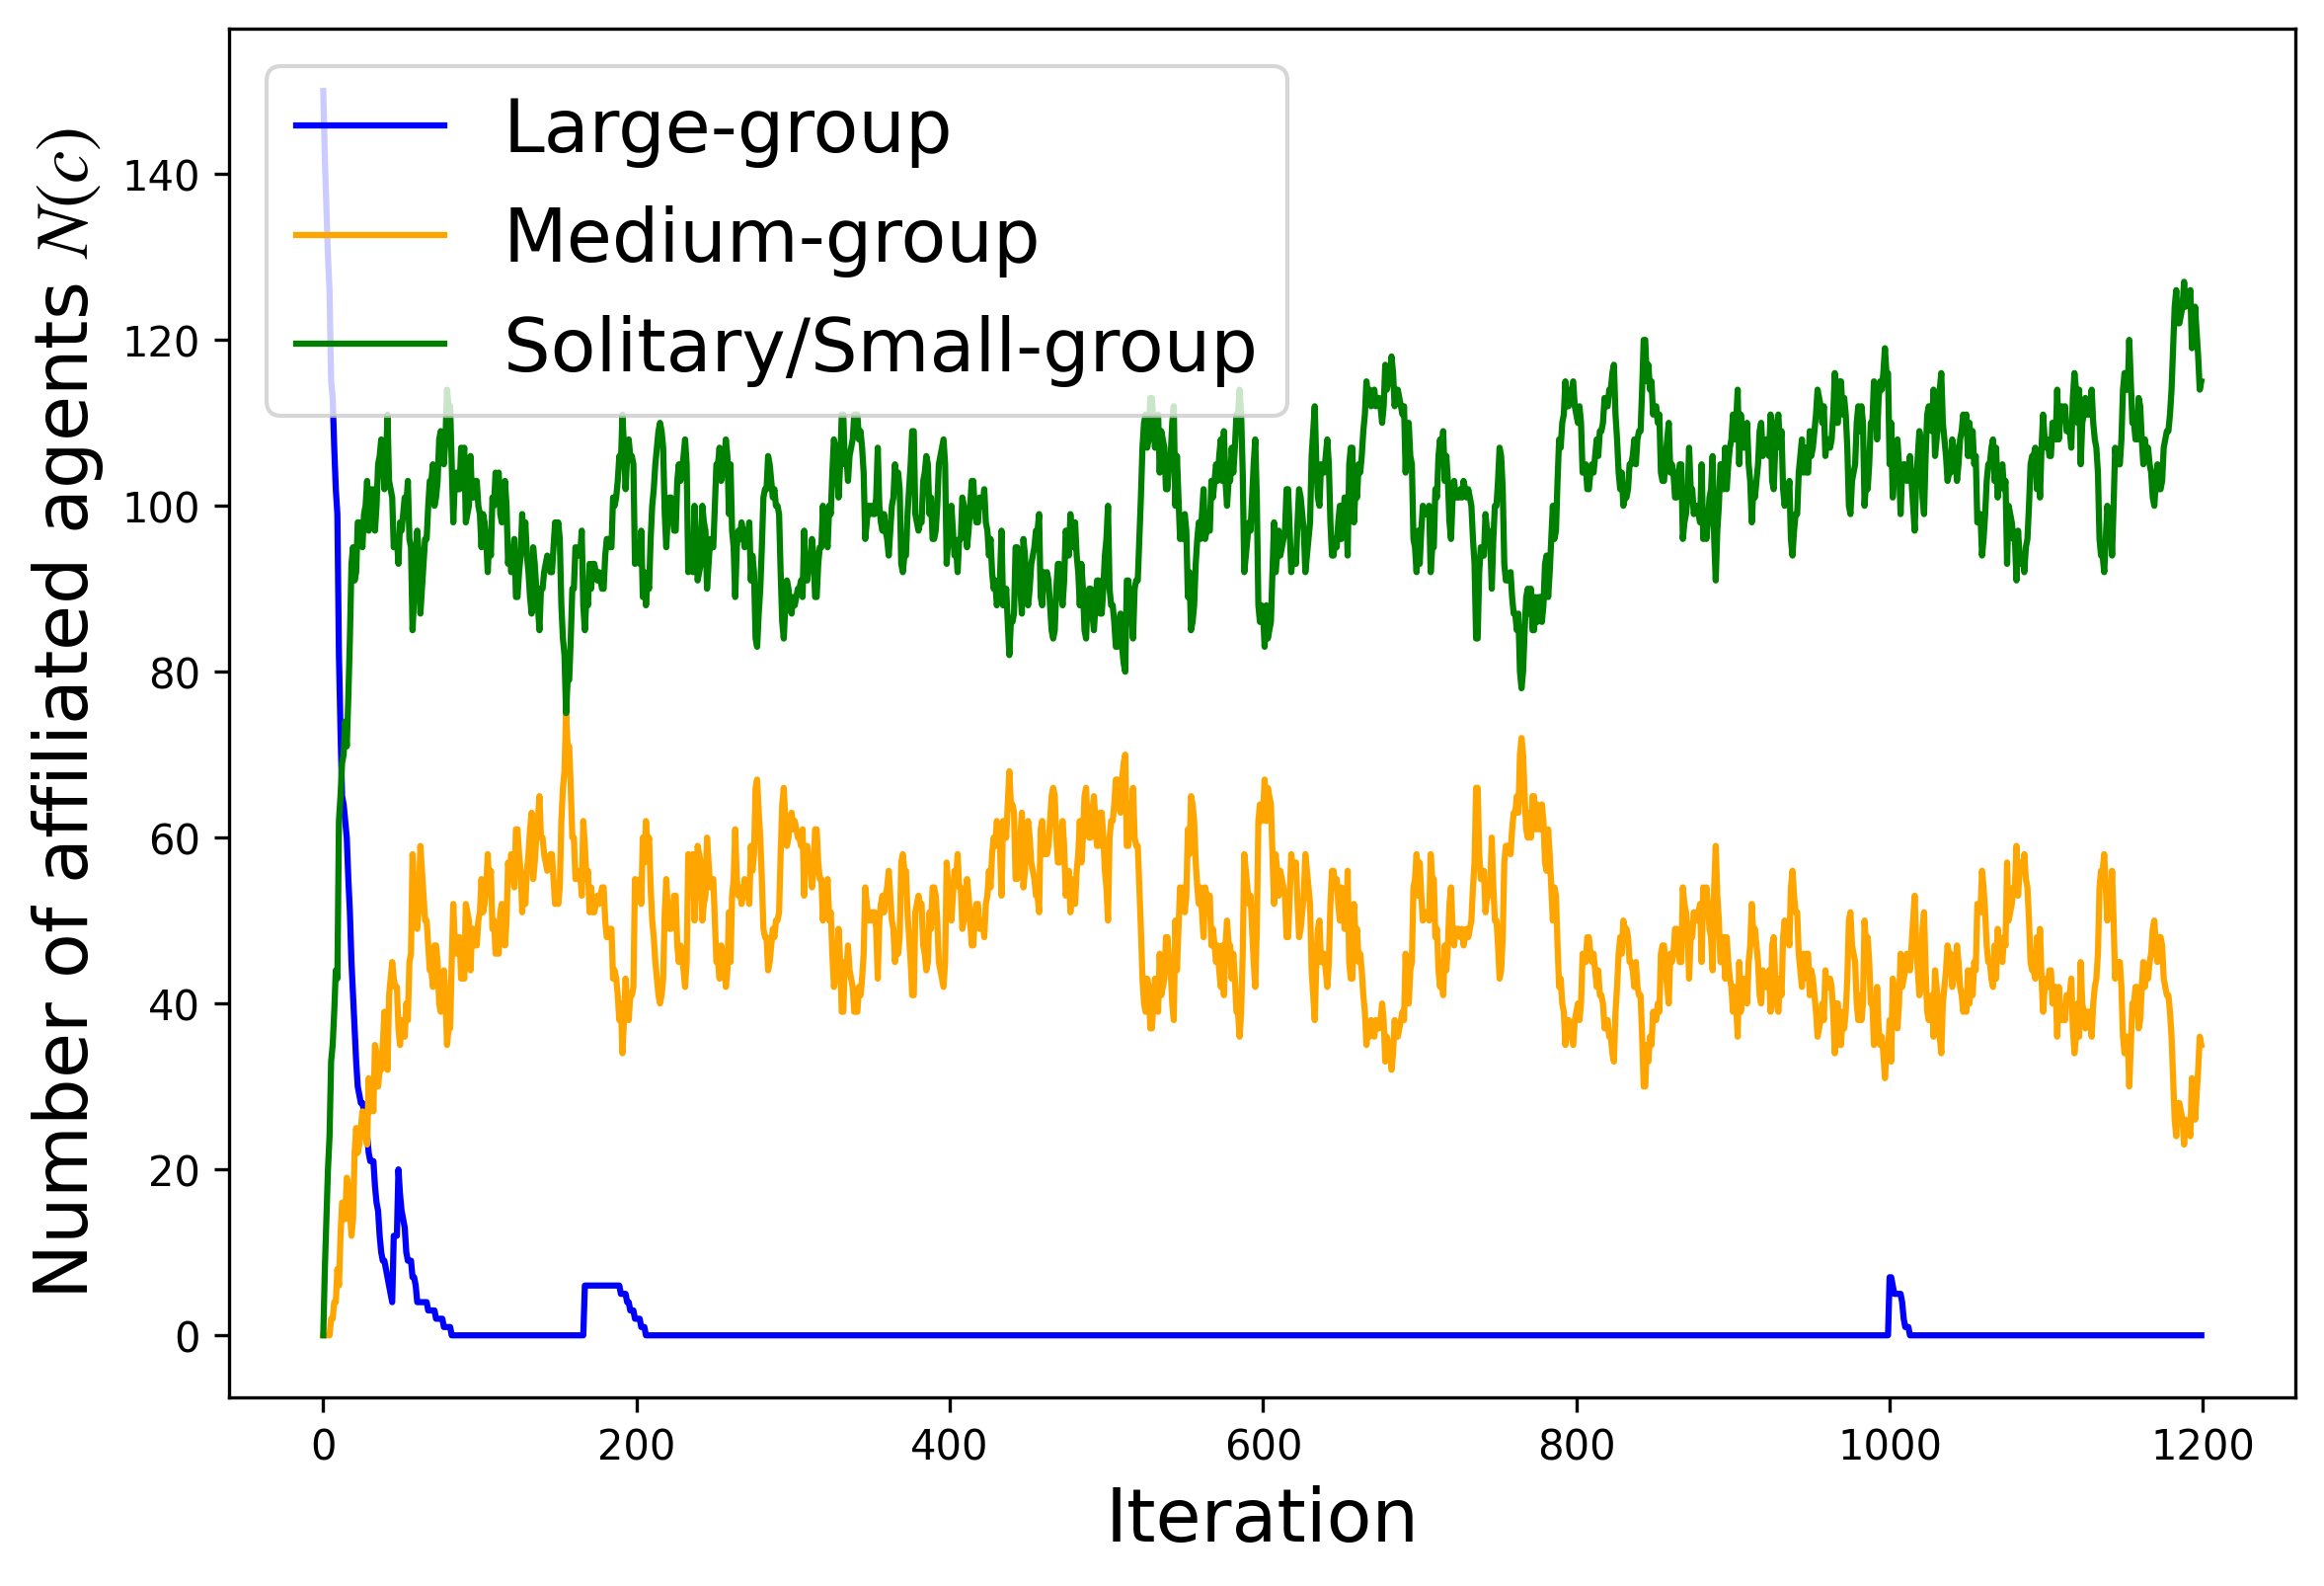 Large-group
Medium-group
Solitary/Small-group
Number of affiliated agents N(c)
140
120
100
80
60
40
20
0
0 200 400 600 800 1000 1200
Iteration